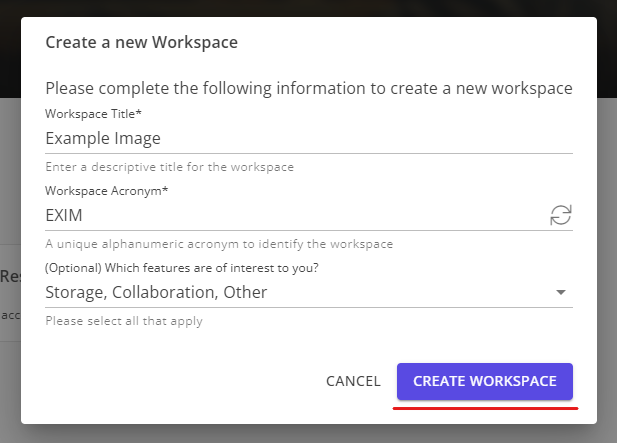 Create a new Workspace
Please complete the following information to create a new workspace
Workspace Title*
Example Image
Enter a descriptive title for the workspace
Workspace Acronym*
EXIM
A unique alphanumeric acronym to identify the workspace
(Optional) Which features are of interest to you?
Storage, Collaboration, Other
Please select all that apply
CANCEL CREATE WORKSPACE